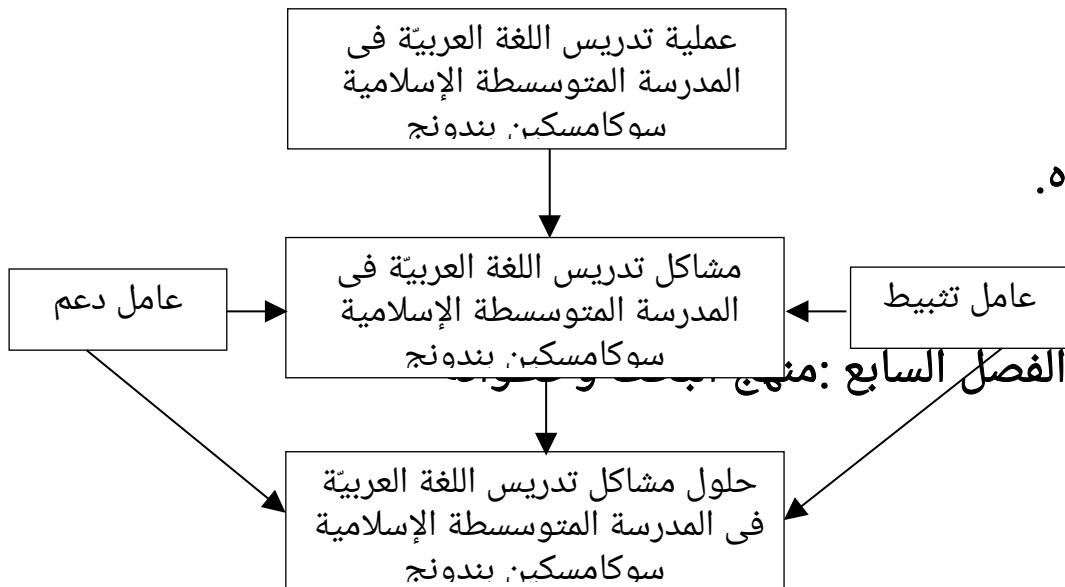 عملية تدريس اللغة العربيّة فى
المدرسة المتوسسطة الإسلامية
سوكامسكين بندونج
ه.
مشاكل تدريس اللغة العربيّة فى
المدرسة المتوسسطة الإسلامية
سوكامسكين بندونج
عامل تثبيط
عامل دعم
الفصل السابع :منهج البحث وخطواته
حلول مشاكل تدريس اللغة العربيّة
فى المدرسة المتوسسطة الإسلامية
سوكامسكين بندونج